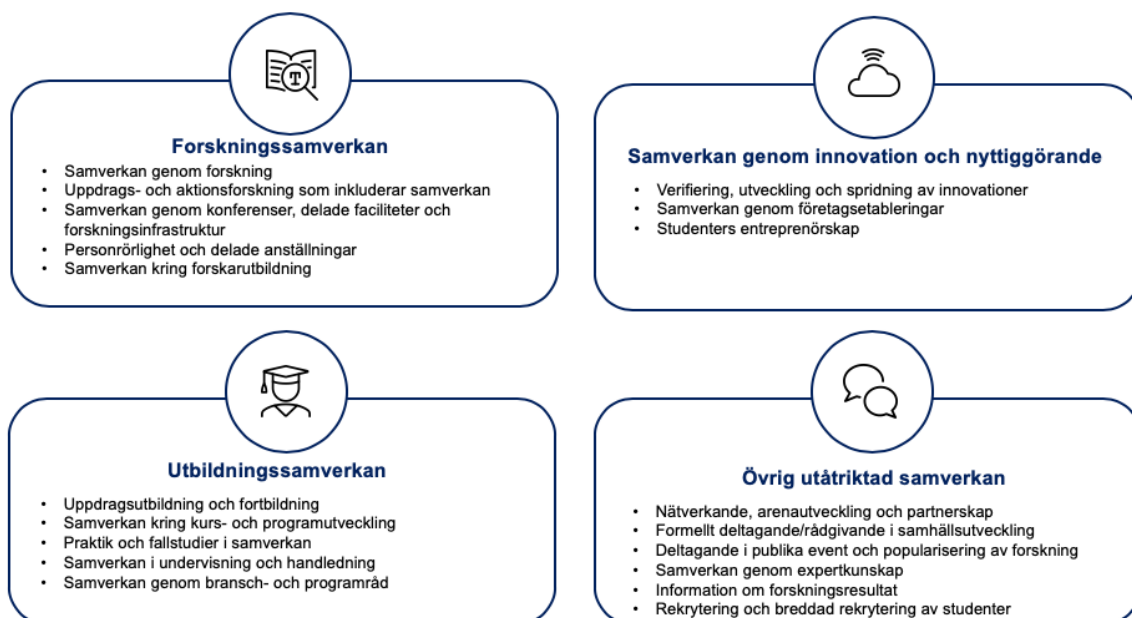 T
Forskningssamverkan
• Samverkan genom forskning
• Uppdrags- och aktionsforskning som inkluderar samverkan
• Samverkan genom konferenser, delade faciliteter och
forskningsinfrastruktur
• Personrörlighet och delade anställningar
• Samverkan kring forskarutbildning
Samverkan genom innovation och nyttiggörande
• Verifiering, utveckling och spridning av innovationer
• Samverkan genom företagsetableringar
• Studenters entreprenörskap
Utbildningssamverkan
• Uppdragsutbildning och fortbildning
• Samverkan kring kurs- och programutveckling
• Praktik och fallstudier i samverkan
• Samverkan i undervisning och handledning
• Samverkan genom bransch- och programråd
Övrig utåtriktad samverkan
• Nätverkande, arenautveckling och partnerskap
• Formellt deltagande/rådgivande i samhällsutveckling
• Deltagande i publika event och popularisering av forskning
• Samverkan genom expertkunskap
• Information om forskningsresultat
• Rekrytering och breddad rekrytering av studenter